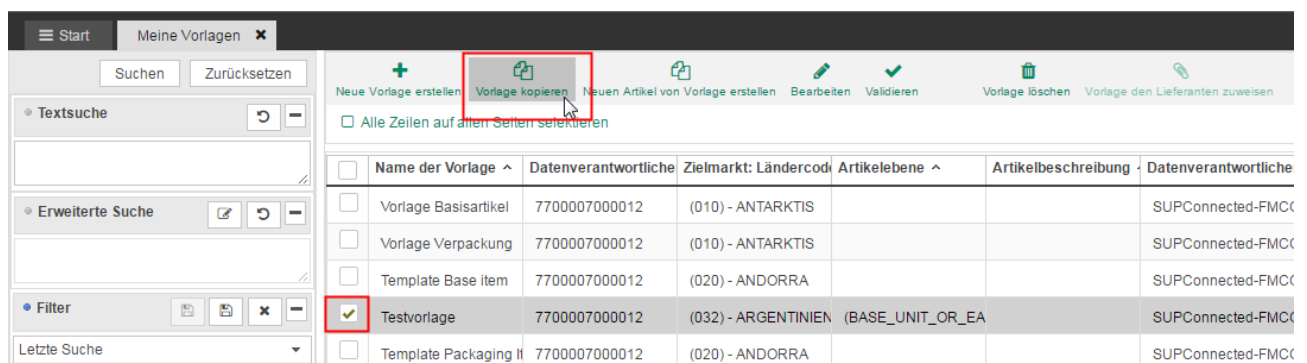 Start Meine Vorlagen
Suchen Zurücksetzen
Neue Vorlage erstellen Vorlage kopieren Neuen Artikel von Vorlage erstellen Bearbeiten Validieren Vorlage löschen Vorlage den Lieferanten zuweisen
Textsuche
Alle Zeilen auf allen Seiten selektieren
Name der Vorlage Datenverantwortliche Zielmarkt: Ländercod Artikelebene Artikelbeschreibung Datenverantwortliche
Vorlage Basisartikel 7700007000012 (010) - ANTARKTIS SUPConnected-FMC
Erweiterte Suche
Vorlage Verpackung 7700007000012 (010) - ANTARKTIS SUPConnected-FMC
Template Base item 7700007000012 (020) - ANDORRA SUPConnected-FMC
Filter
Testvorlage 7700007000012 (032) - ARGENTINIEN (BASE_UNIT_OR_EA SUPConnected-FMC
Letzte Suche
Template Packaging It 7700007000012 (020) - ANDORRA SUPConnected-FMC